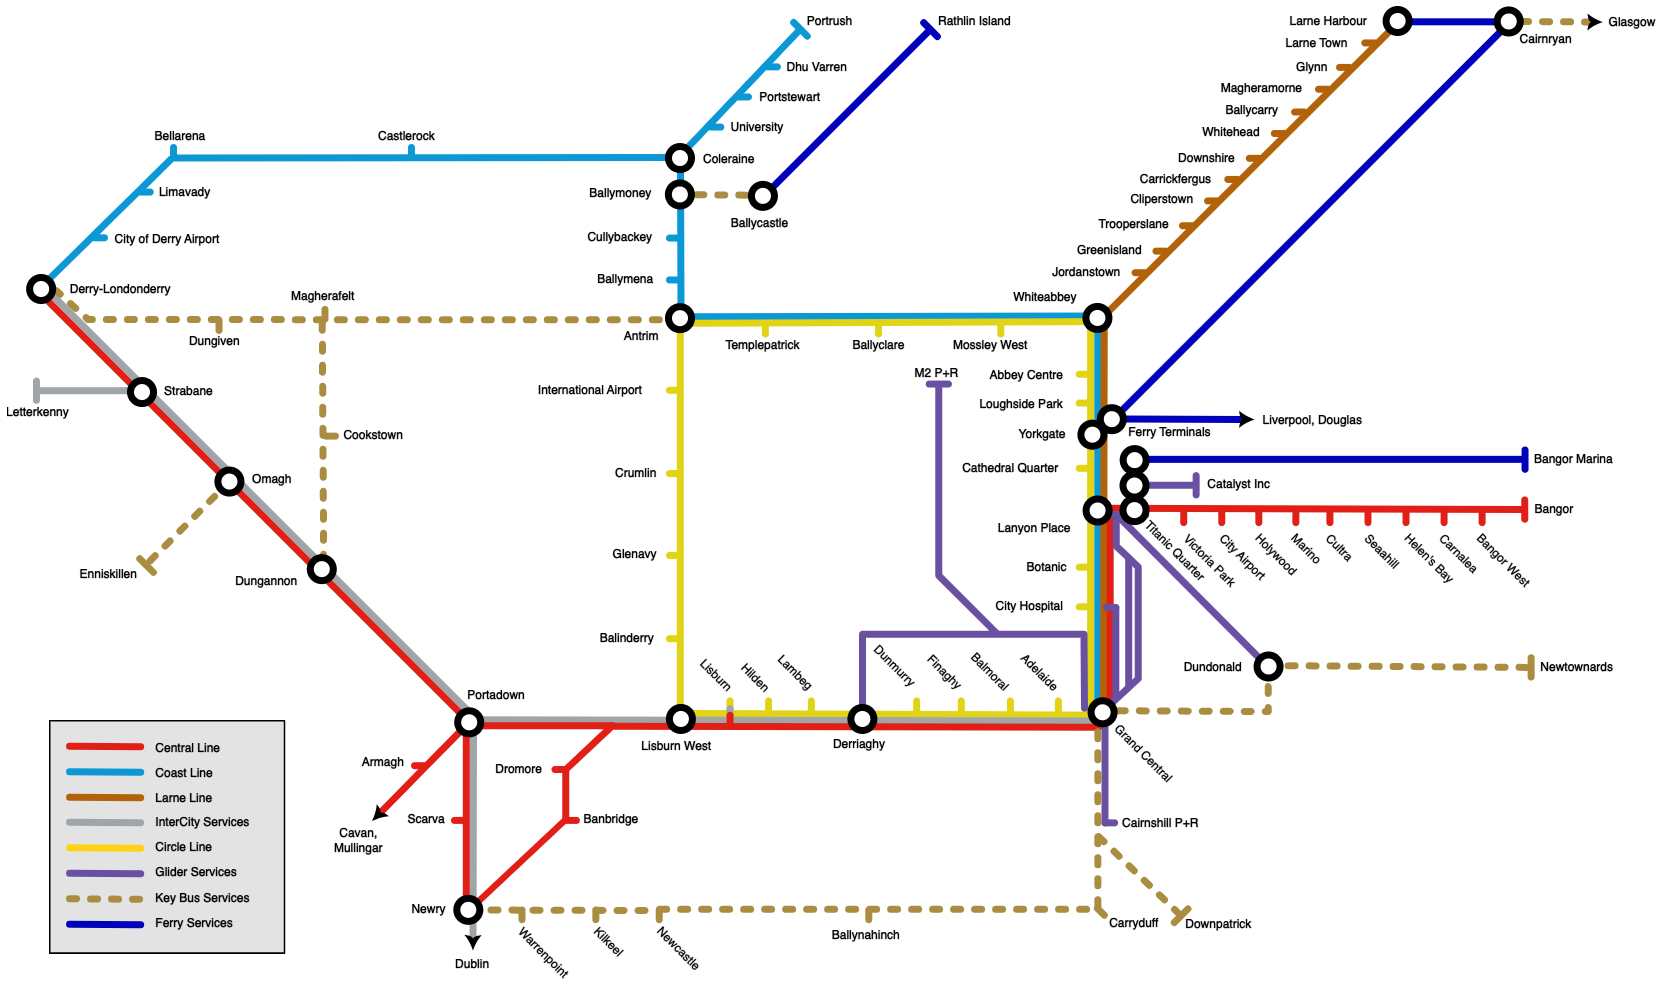 Portrush
Rathlin Island
Larne Harbour
Glasgow
Cairnryan
Larne Town
Dhu Varren
Glynn
Magheramorne
Portstewart
Ballycarry
University
Whitehead
Bellarena
Castlerock
Coleraine
Downshire
Carrickfergus
Limavady
Ballymoney
Cliperstown
Ballycastle
Trooperslane
City of Derry Airport
Cullybackey
Greenisland
Jordanstown
Ballymena
Derry-Londonderry
Magherafelt
Whiteabbey
Dungiven
Antrim
Templepatrick
Ballyclare
Mossley West
M2 P+R
Abbey Centre
Strabane
International Airport
Loughside Park
Letterkenny
Liverpool, Douglas
Cookstown
Yorkgate
Ferry Terminals
Bangor Marina
Cathedral Quarter
Crumlin
Omagh
Catalyst Inc
Bangor
Lanyon Place
Titanic Quarter
Victoria Park
City Airport
Holywood
Marino
Cultra
Seaahill
Helen's Bay
Carnalea
Bangor West
Glenavy
Enniskillen
Dungannon
Botanic
City Hospital
Balinderry
Lisburn
Hilden
Lambeg
Dunmurry
Finaghy
Balmoral
Adelaide
Dundonald
Newtownards
Portadown
Lisburn West
Derriaghy
Grand Central
Central Line
Coast Line
Larne Line
InterCity Services
Circle Line
Glider Services
Key Bus Services
Ferry Services
Armagh
Dromore
Scarva
Banbridge
Cairnshill P+R
Cavan,
Mullingar
Newry
Dublin
Warrenpoint
Kilkeel
Newcastle
Ballynahinch
Carryduff
Downpatrick